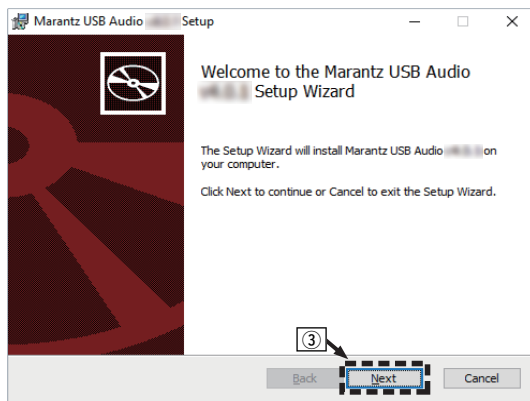 Marantz USB Audio Setup
Welcome to the Marantz USB Audio
Setup Wizard
The Setup Wizard will install Marantz USB Audio on
your computer.
Click Next to continue or Cancel to exit the Setup Wizard.
③
Back Next Cancel